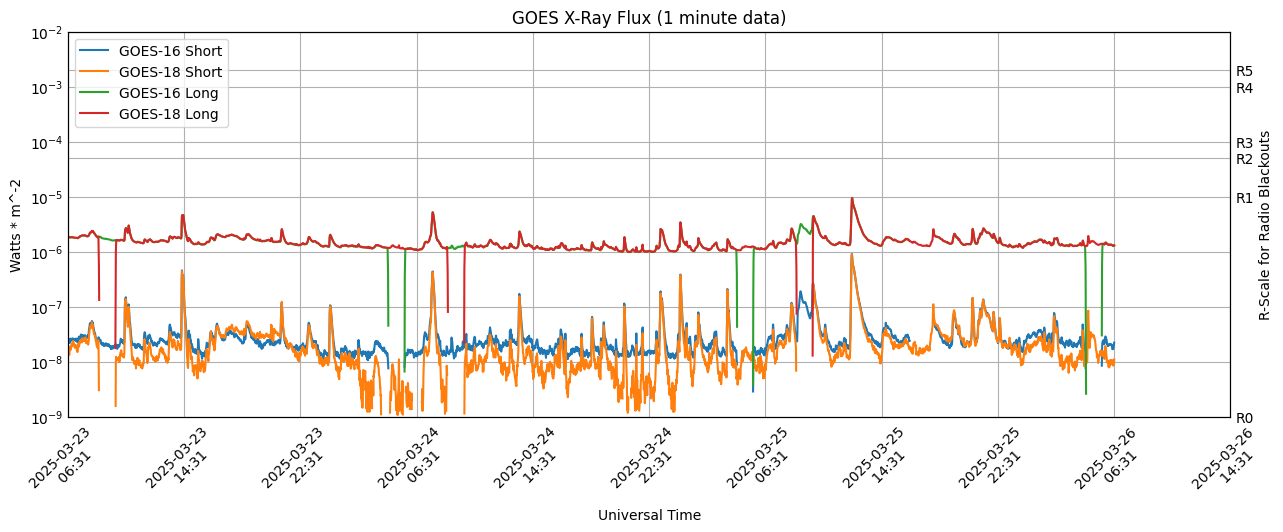 GOES X-Ray Flux (1 minute data)
GOES-16 Short
GOES-18 Short
GOES-16 Long
GOES-18 Long
10^-2
10^-3
10^-4
10^-5
10^-6
10^-7
10^-8
10^-9
Watts * m^-2
R5
R4
R3
R2
R1
R0
R-Scale for Radio Blackouts
2025-03-23
06:31
2025-03-23
14:31
2025-03-23
22:31
2025-03-24
06:31
2025-03-24
14:31
2025-03-24
22:31
2025-03-25
06:31
2025-03-25
14:31
2025-03-25
22:31
2025-03-26
06:31
2025-03-26
14:31
Universal Time